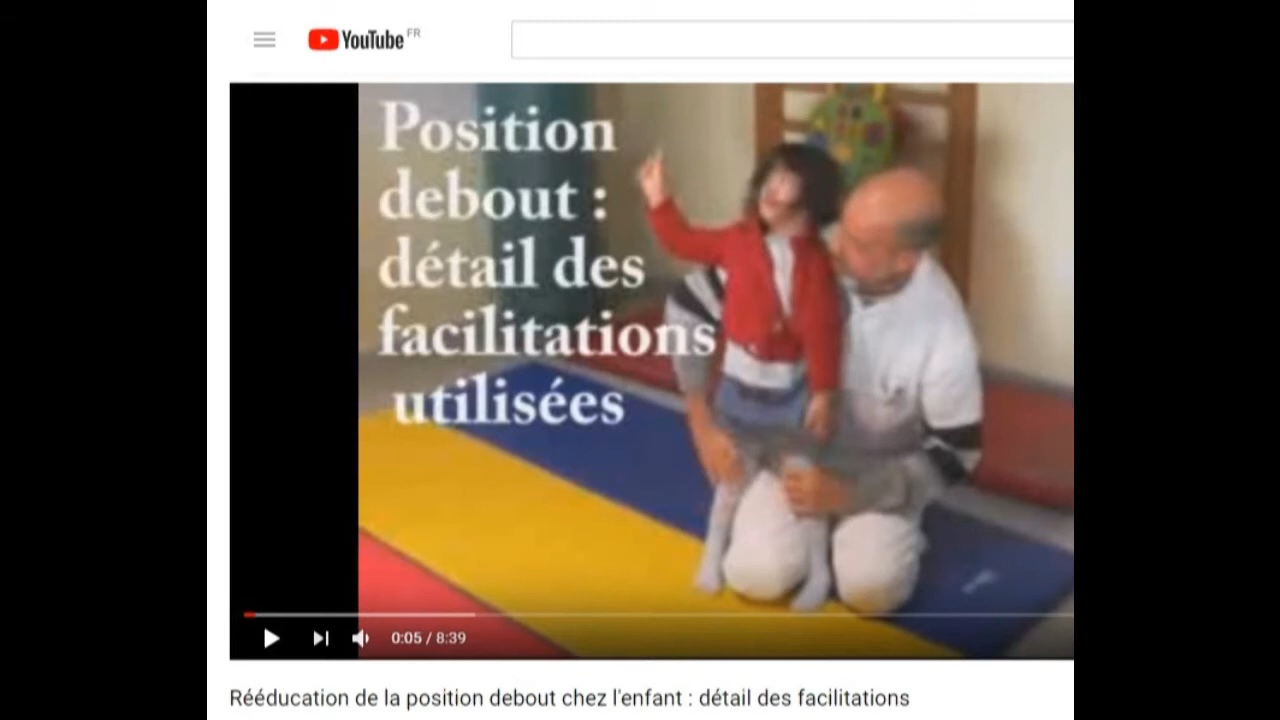 YouTube FR
Position
debout :
détail des
facilitations
utilisées
0:05 / 8:39
Rééducation de la position debout chez l'enfant : détail des facilitations